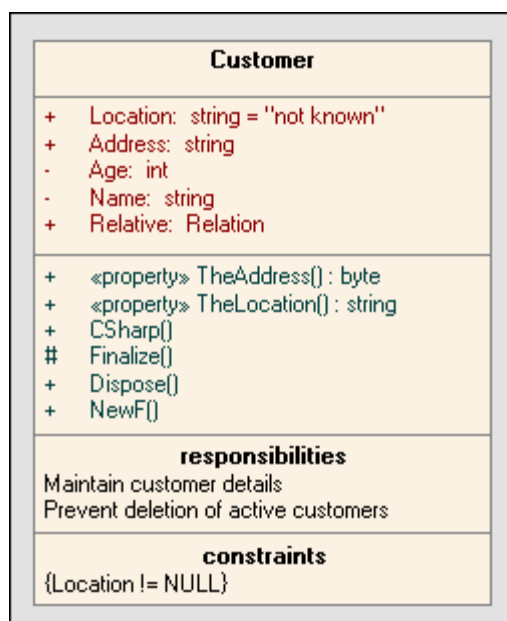 Customer
+ Location: string = "not known"
+ Address: string
- Age: int
- Name: string
+ Relative: Relation
+ «property» TheAddress() : byte
+ «property» TheLocation() : string
+ CSharp()
# Finalize()
+ Dispose()
+ NewF()
responsibilities
Maintain customer details
Prevent deletion of active customers
constraints
{Location != NULL}